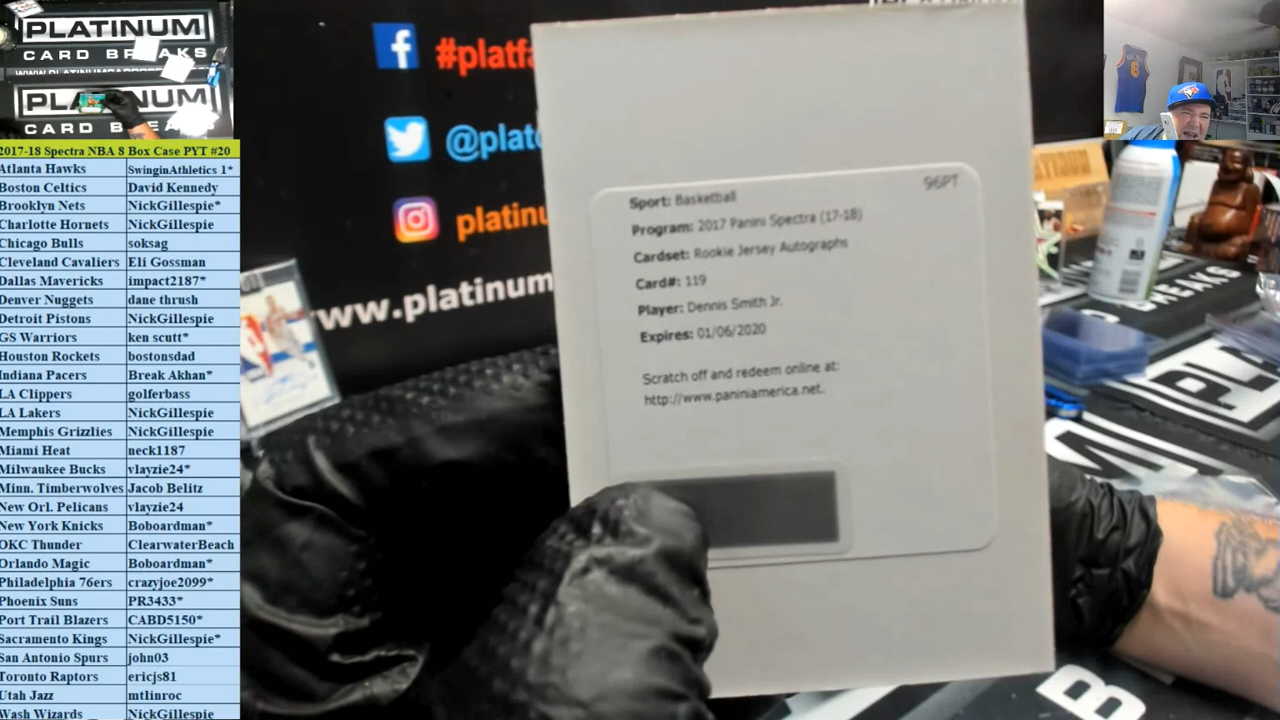 PLATINUM
CARD BREAKS
PLATINUM
CARD BREA
2017-18 Spectra NBA 8 Box Case PYT #20
Atlanta Hawks SwinginAthletics 1*
Boston Celtics David Kennedy
Brooklyn Nets NickGillespie*
Charlotte Hornets NickGillespie
Chicago Bulls soksag
Cleveland Cavaliers Eli Gossman
Dallas Mavericks impact2187*
Denver Nuggets dane thrush
Detroit Pistons NickGillespie
GS Warriors ken scutt*
Houston Rockets bostonsdad
Indiana Pacers Break Akhan*
LA Clippers golferbass
LA Lakers NickGillespie
Memphis Grizzlies NickGillespie
Miami Heat neck1187
Milwaukee Bucks vlayzie24*
Minn. Timberwolves Jacob Belitz
New Orl. Pelicans vlayzie24
New York Knicks Boboardman*
OKC Thunder ClearwaterBeach
Orlando Magic Boboardman*
Philadelphia 76ers crazyjoe2099*
Phoenix Suns PR3433*
Port Trail Blazers CABD5150*
Sacramento Kings NickGillespie*
San Antonio Spurs john03
Toronto Raptors ericjs81
Utah Jazz mtlinroc
Wash Wizards NickGillespie
#platfa
@plat
platinu
www.platinum
96PT
Sport: Basketball
Program: 2017 Panini Spectra (17-18)
Cardset: Rookie Jersey Autographs
Card#: 119
Player: Dennis Smith Jr.
Expires: 01/06/2020
Scratch off and redeem online at:
http://www.paniniamerica.net.